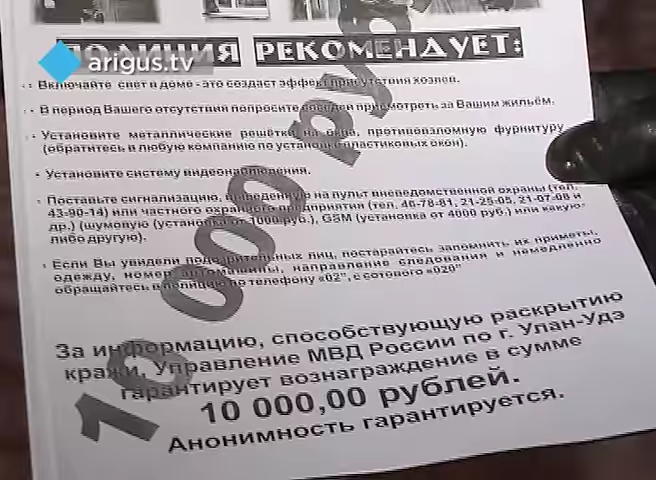 ПОЛИЦИЯ РЕКОМЕНДУЕТ:
arigus.tv
· Включайте свет в доме - это создаст эффект присутствия хозяев.
· В период Вашего отсутствия попросите соседей присмотреть за Вашим жильём.
· Установите металлические решётки на окна, противовзломную фурнитуру
(обратитесь в любую компанию по установке пластиковых окон).
· Установите систему видеонаблюдения.
· Поставьте сигнализацию, выведенную на пульт вневедомственной охраны (тел.
43-90-14) или частного охранного предприятия (тел. 46-78-81, 21-25-05, 21-07-08 и
др.) (шумовую (установка от 1000 руб.), GSM (установка от 4000 руб.) или какую-
либо другую).
· Если Вы увидели подозрительных лиц, постарайтесь запомнить их приметы,
одежду, номер автомашины, направление следования и немедленно
обращайтесь в полицию по телефону «02", с сотового «020"
За информацию, способствующую раскрытию
кражи, Управление МВД России по г. Улан-Удэ
гарантирует вознаграждение в сумме
10 000,00 рублей.
Анонимность гарантируется.
10 000 руб